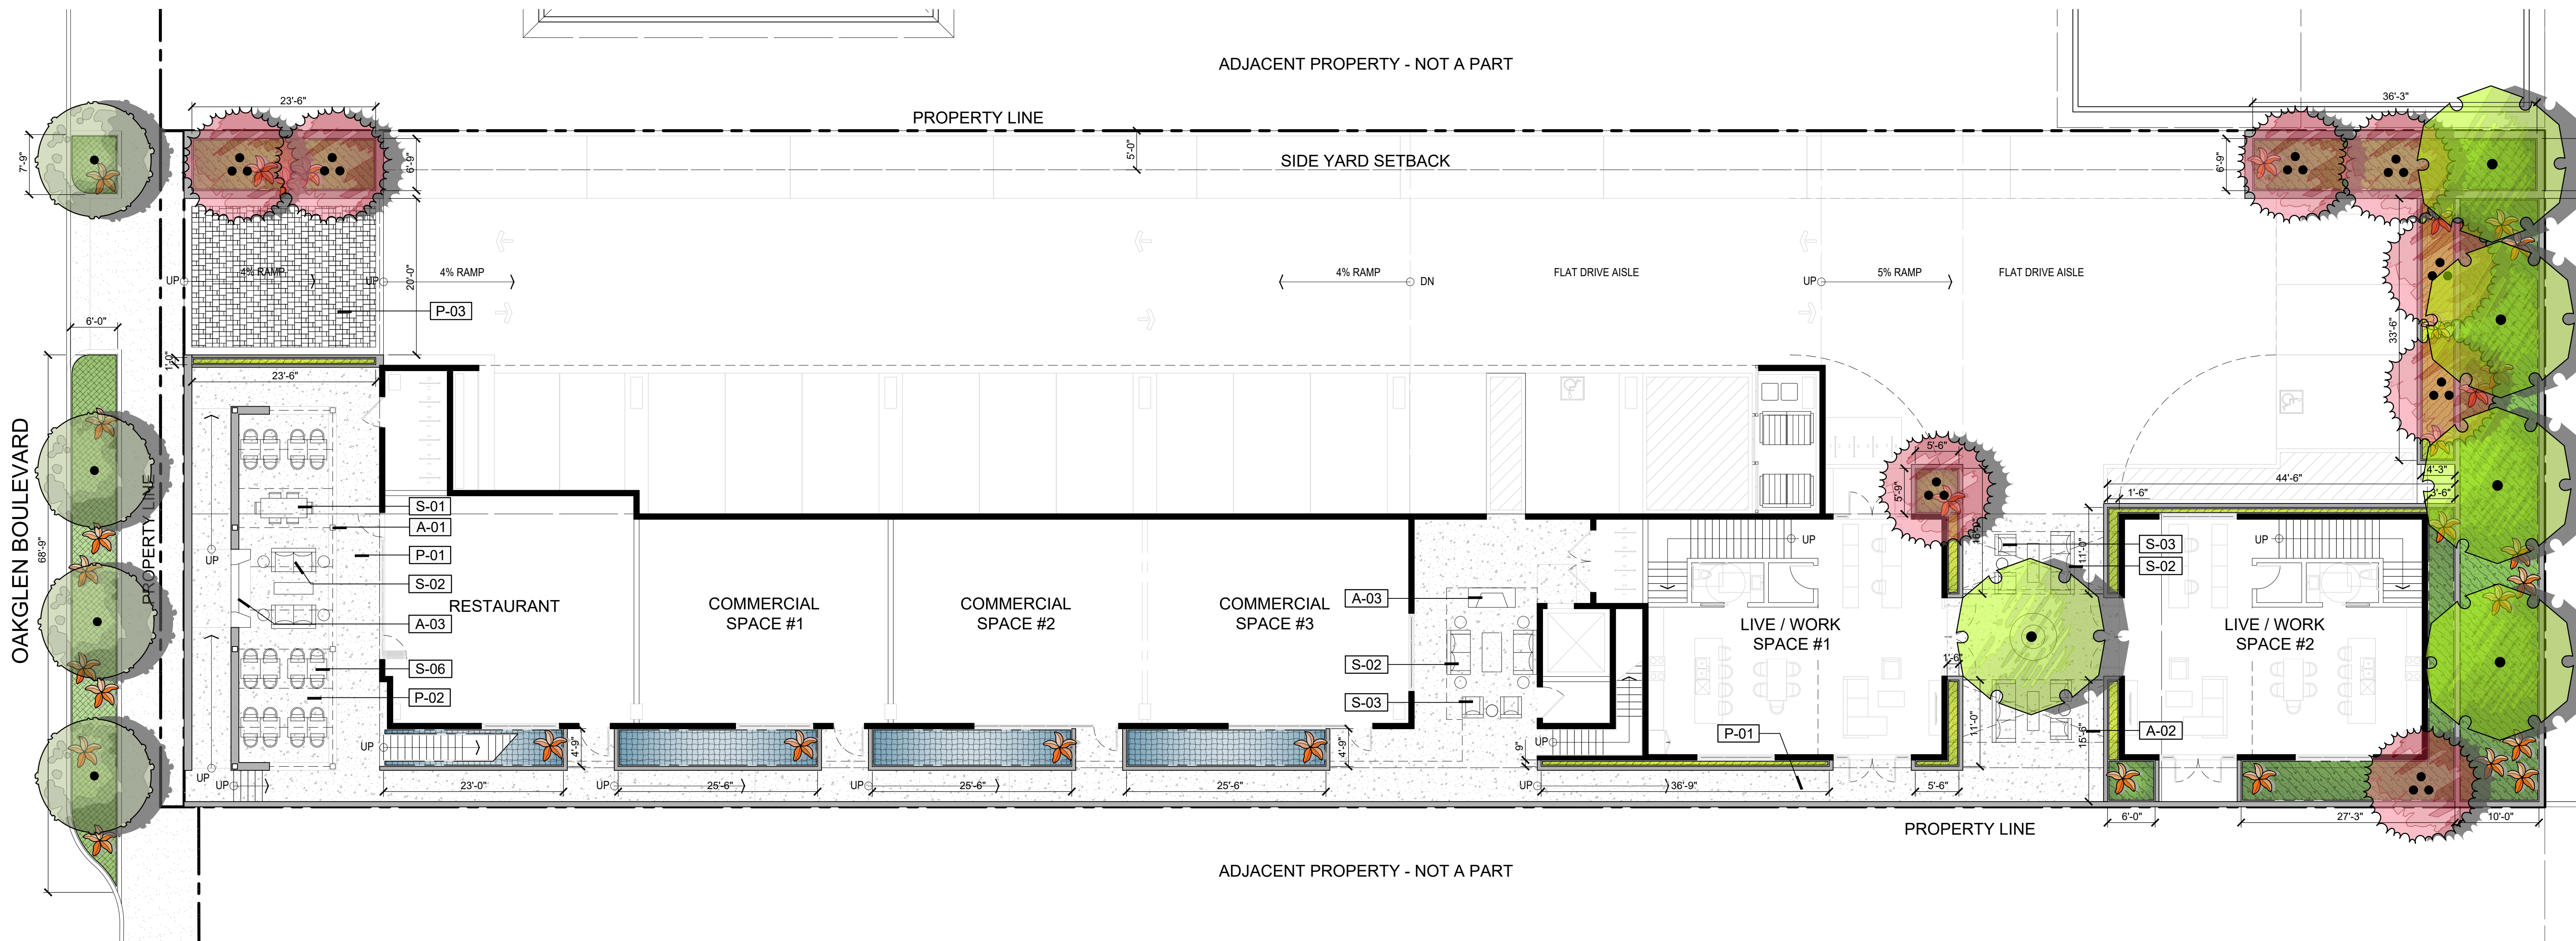 ADJACENT PROPERTY - NOT A PART
23'-6"
36'-3"
PROPERTY LINE
7'-9"
6'-9"
5'-0"
SIDE YARD SETBACK
6'-9"
UP
4% RAMP
UP
4% RAMP
20'-0"
4% RAMP
DN
FLAT DRIVE AISLE
UP
5% RAMP
FLAT DRIVE AISLE
P-03
6'-0"
33'-6"
1'-0"
23'-6"
OAKGLEN BOULEVARD
68'-9"
PROPERTY LINE
5'-6"
5'-9"
4'-3"
44'-6"
1'-6"
S-01
A-01
P-01
S-02
A-03
S-06
P-02
UP
RESTAURANT
COMMERCIAL
SPACE #1
COMMERCIAL
SPACE #2
COMMERCIAL
SPACE #3
A-03
S-02
S-03
UP
LIVE / WORK
SPACE #1
1'-6"
S-03
S-02
11'-0"
UP
LIVE / WORK
SPACE #2
P-01
11'-0"
15'-6"
A-02
UP
4'-9"
4'-9"
UP
9"
UP
UP
23'-0"
UP
25'-6"
UP
25'-6"
25'-6"
UP
36'-9"
5'-6"
6'-0"
27'-3"
10'-0"
PROPERTY LINE
ADJACENT PROPERTY - NOT A PART